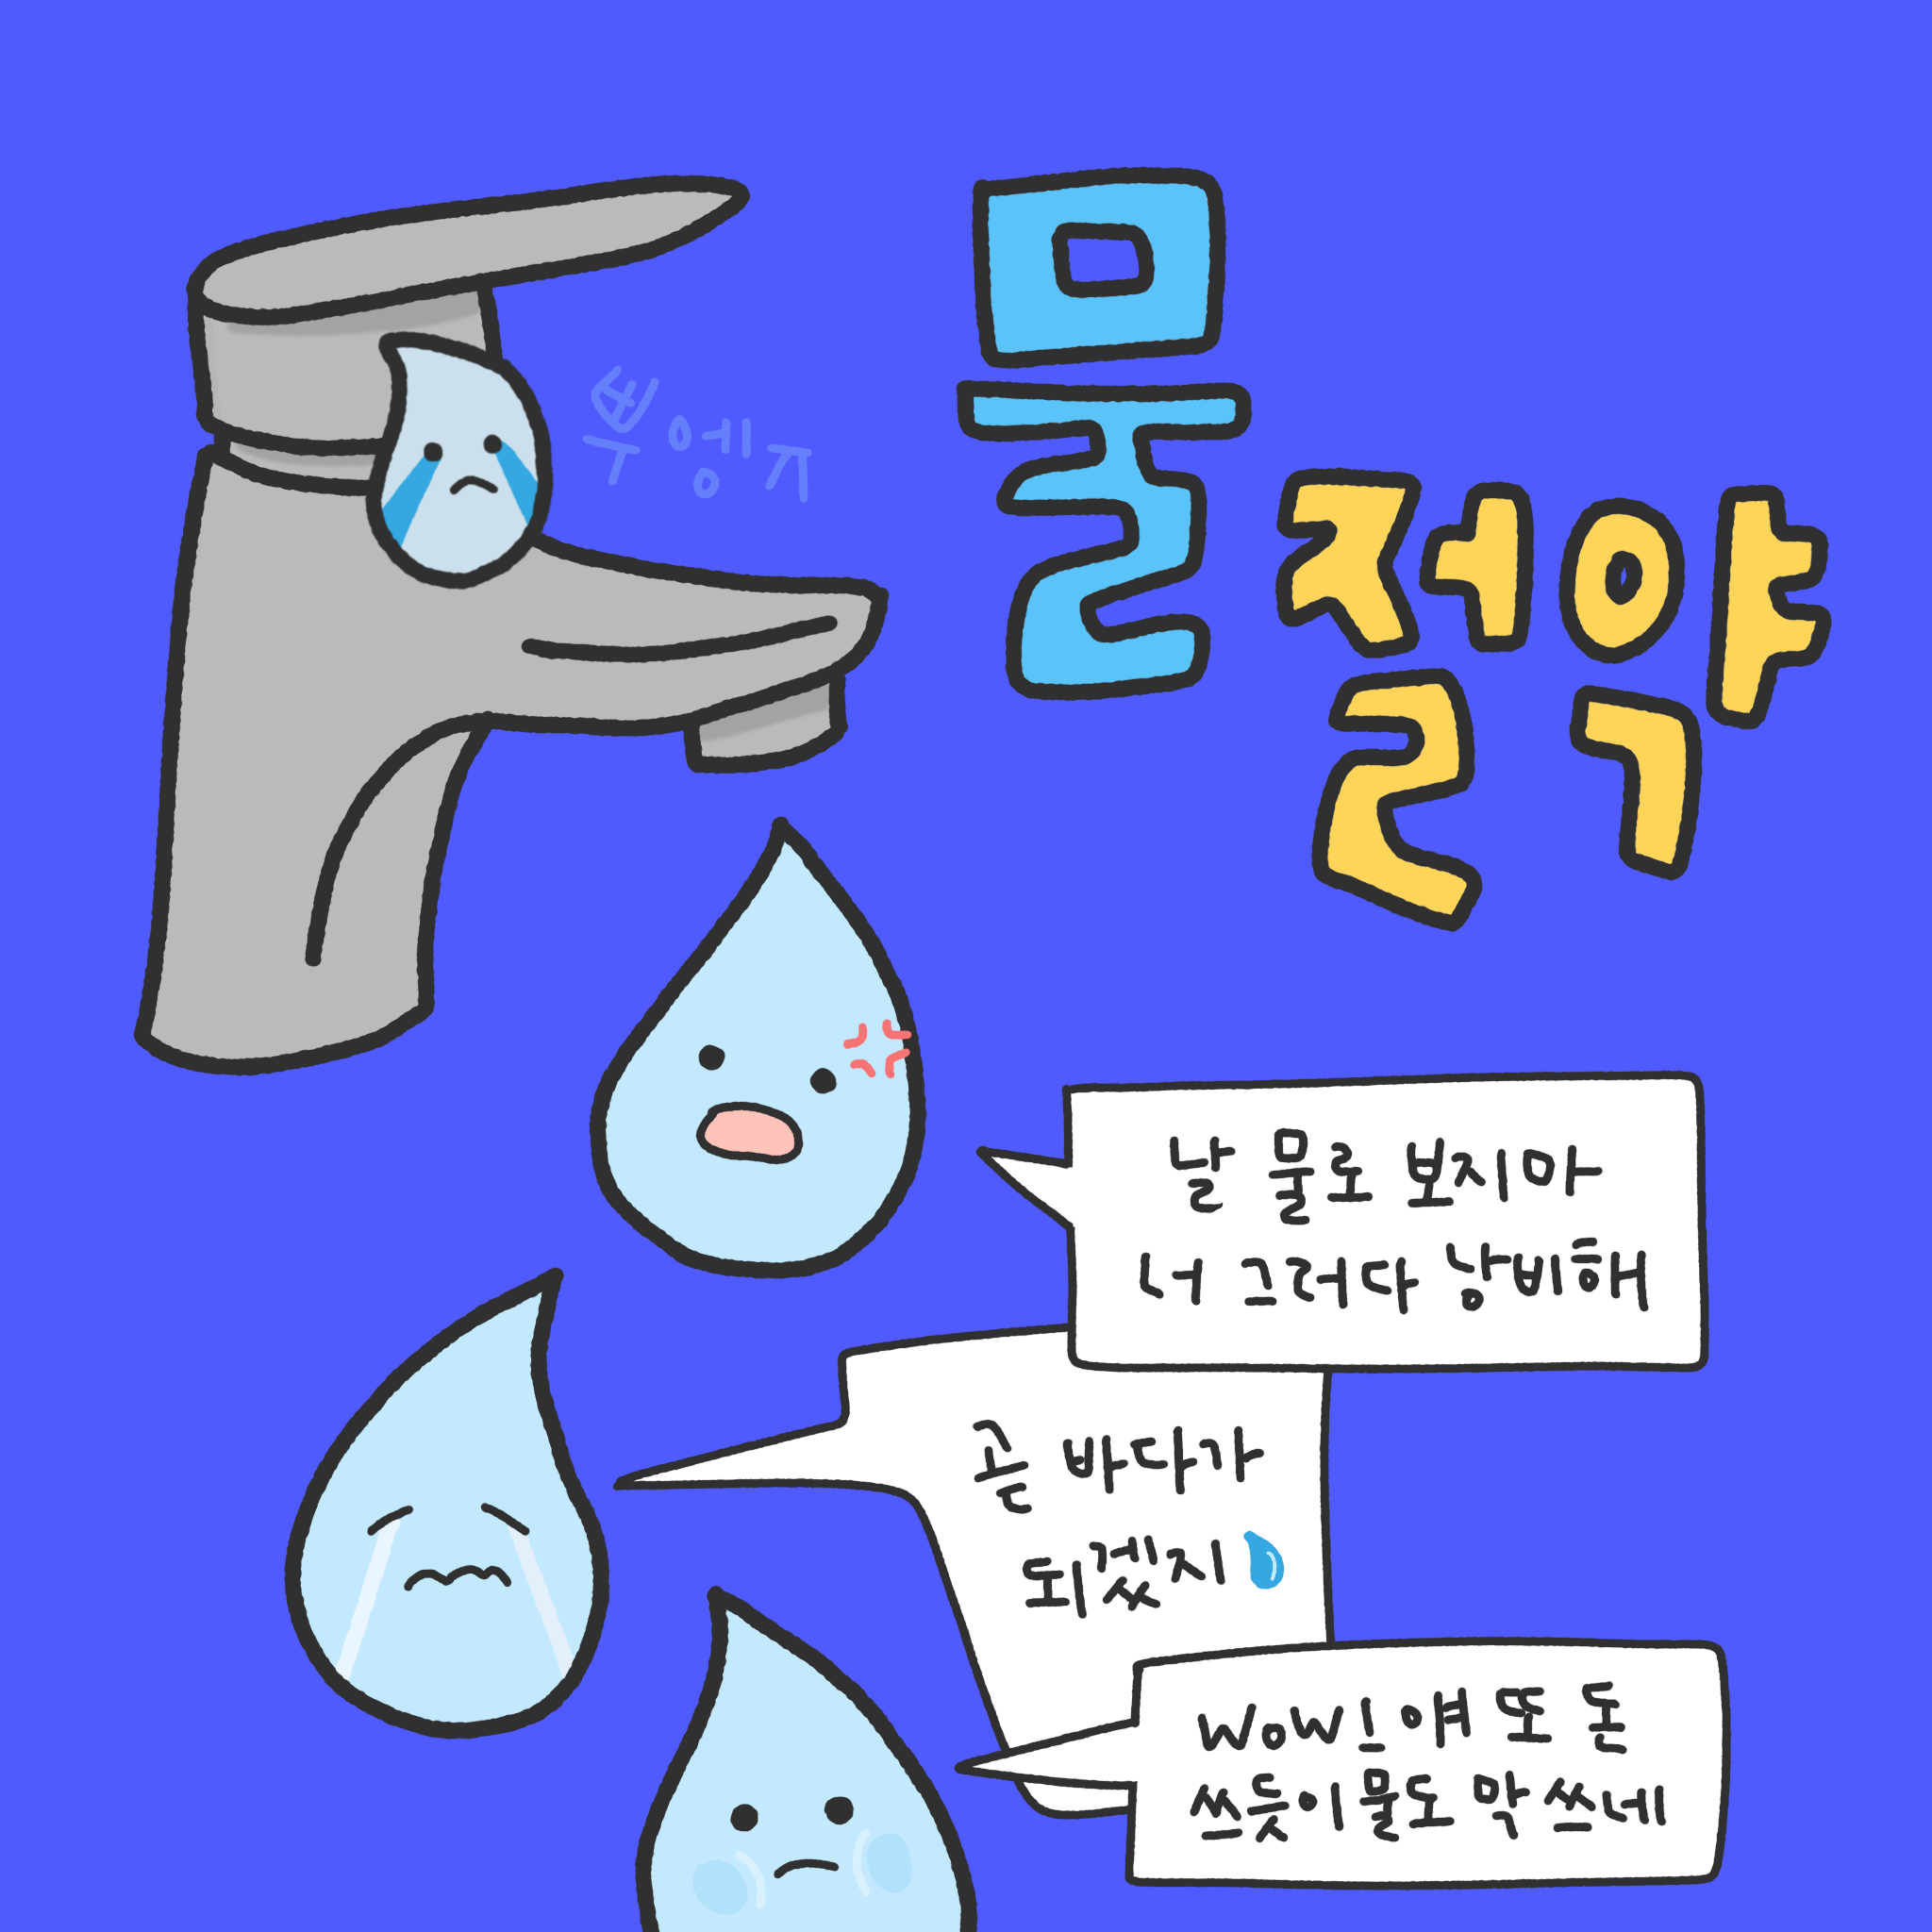 물
절약
뿌엥ㅠ
날 물로 보지마
너 그러다 낭비해
곧 바다가
되겠지
WOW! 얘 또 돈
쓰듯이 물도 막 쓰네